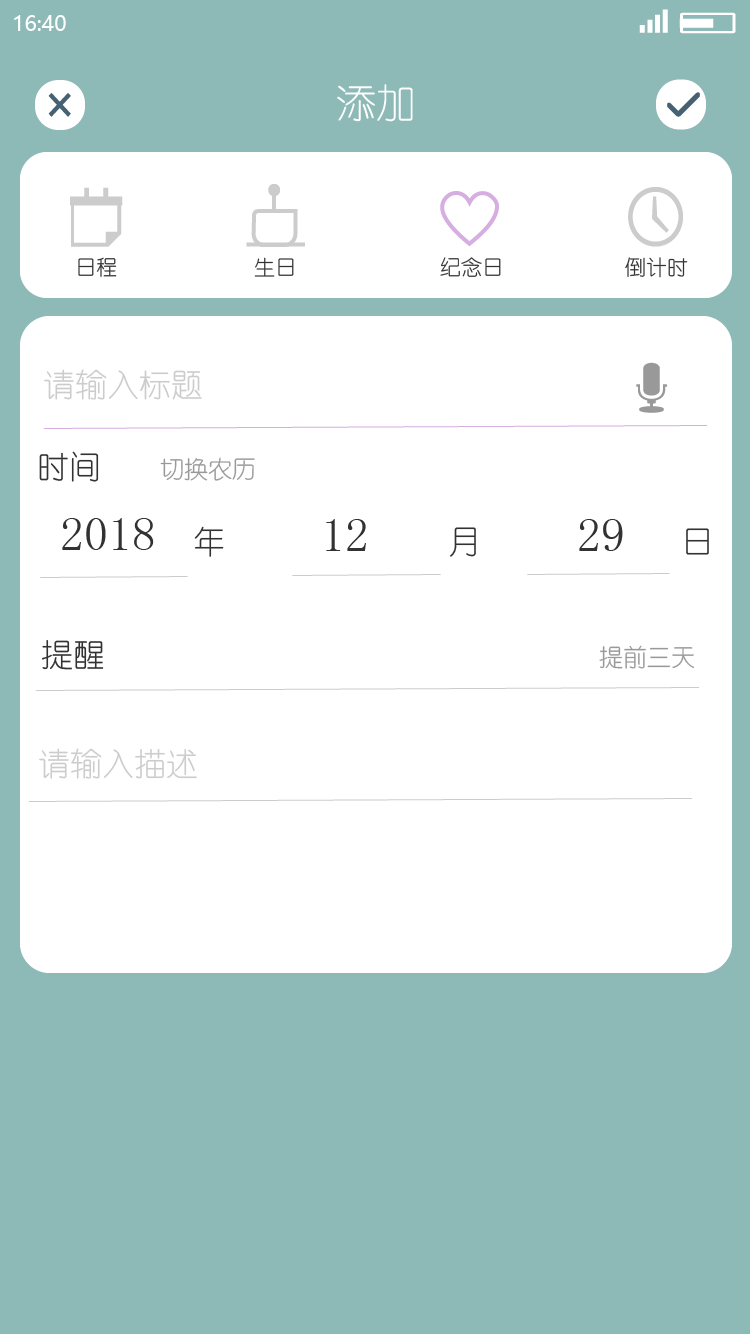 16:40
添加
日程 生日 纪念日 倒计时
请输入标题
时间 切换农历
2018 年 12 月 29 日
提醒 提前三天
请输入描述